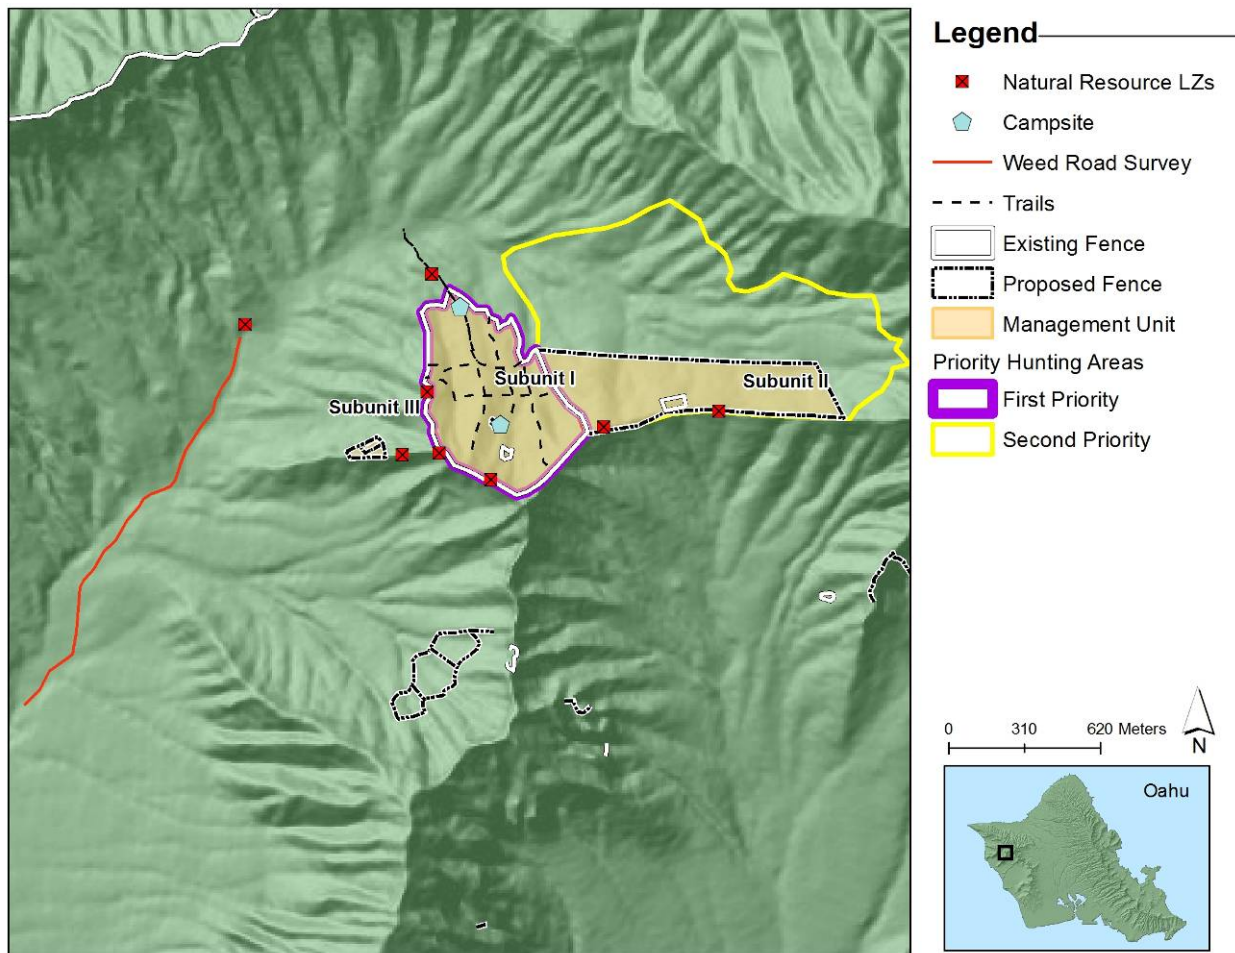 Legend
Natural Resource LZs
Campsite
Weed Road Survey
Trails
Existing Fence
Proposed Fence
Management Unit
Priority Hunting Areas
First Priority
Second Priority
Subunit I
Subunit II
Subunit III
0 310 620 Meters
N
Oahu